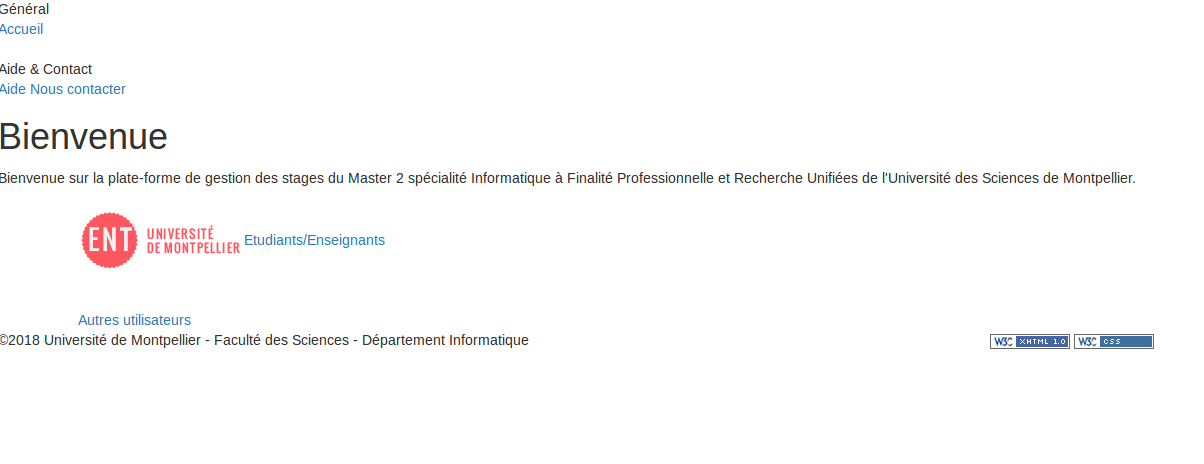 Général
Accueil
Aide & Contact
Aide Nous contacter
Bienvenue
Bienvenue sur la plate-forme de gestion des stages du Master 2 spécialité Informatique à Finalité Professionnelle et Recherche Unifiées de l'Université des Sciences de Montpellier.
ENT UNIVERSITÉ DE MONTPELLIER Etudiants/Enseignants
Autres utilisateurs
©2018 Université de Montpellier - Faculté des Sciences - Département Informatique W3C XHTML 1.0 W3C CSS